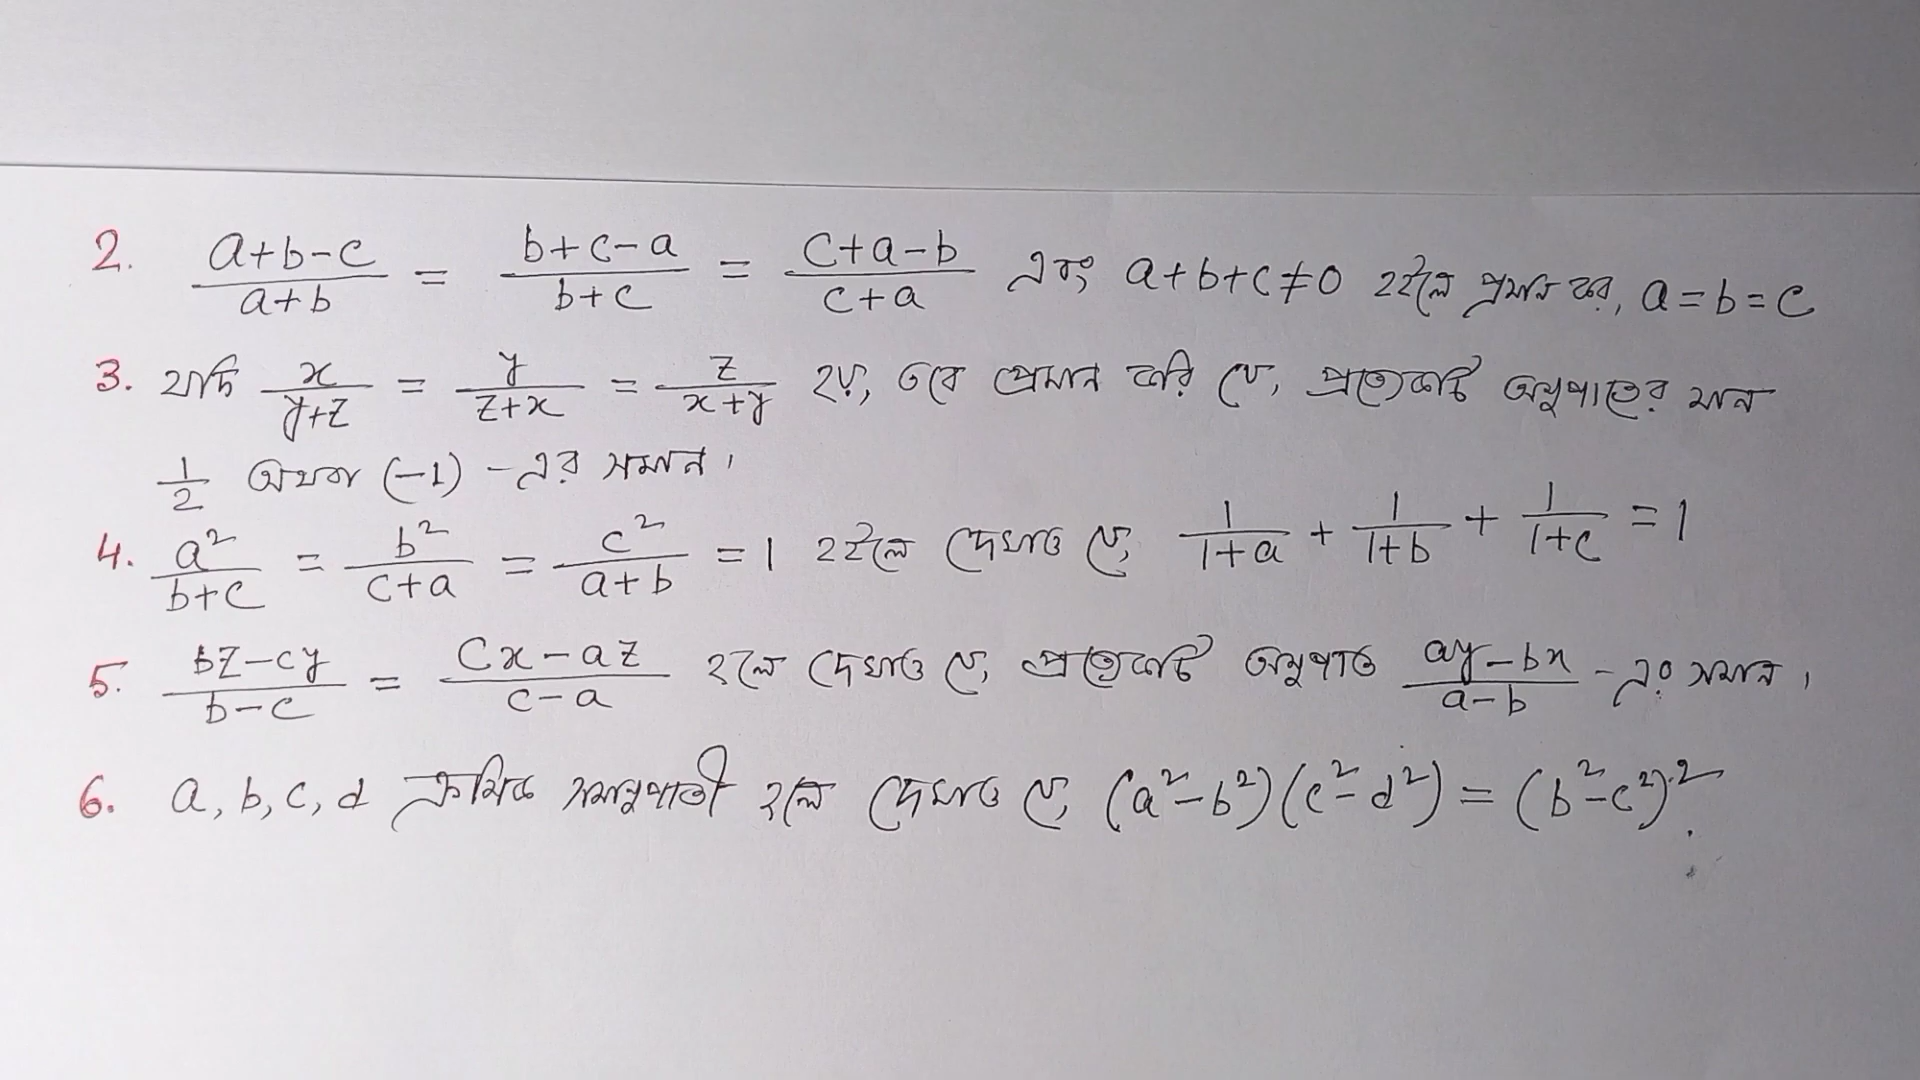 2. (a+b-c)/(a+b) = (b+c-a)/(b+c) = (c+a-b)/(c+a) এবং a+b+c≠0 হইলে প্রমান কর, a=b=c
3. যদি x/(y+z) = y/(z+x) = z/(x+y) হয়, তবে প্রমান করি যে, প্রত্যেকটি অনুপাতের মান
1/2 অথবা (-1) -এর সমান।
4. a²/(b+c) = b²/(c+a) = c²/(a+b) = 1 হইলে দেখাও যে, 1/(1+a) + 1/(1+b) + 1/(1+c) = 1
5. (bz-cy)/(b-c) = (cx-az)/(c-a) হলে দেখাও যে, প্রত্যেকটি অনুপাত (ay-bx)/(a-b) -এর সমান।
6. a, b, c, d ক্রমিক সমানুপাতী হলে দেখাও যে, (a²-b²)(c²-d²) = (b²-c²)².